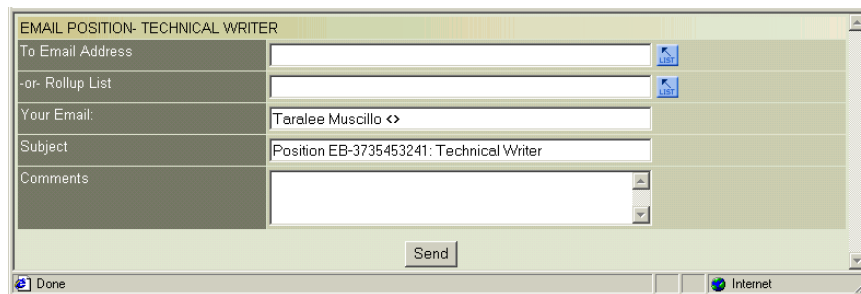 EMAIL POSITION- TECHNICAL WRITER
To Email Address
LIST
-or- Rollup List
LIST
Your Email:
Taralee Muscillo <>
Subject
Position EB-3735453241: Technical Writer
Comments
Send
Done
Internet